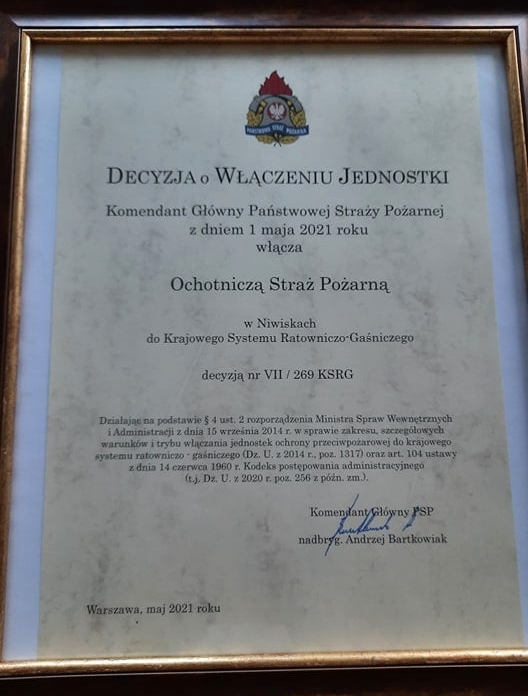 PAŃSTWOWA STRAŻ POŻARNA
DECYZJA O WŁĄCZENIU JEDNOSTKI
Komendant Główny Państwowej Straży Pożarnej
z dniem 1 maja 2021 roku
włącza
Ochotniczą Straż Pożarną
w Niwiskach
do Krajowego Systemu Ratowniczo-Gaśniczego
decyzją nr VII / 269 KSRG
Działając na podstawie § 4 ust. 2 rozporządzenia Ministra Spraw Wewnętrznych
i Administracji z dnia 15 września 2014 r. w sprawie zakresu, szczegółowych
warunków i trybu włączania jednostek ochrony przeciwpożarowej do krajowego
systemu ratowniczo - gaśniczego (Dz. U. z 2014 r., poz. 1317) oraz art. 104 ustawy
z dnia 14 czerwca 1960 r. Kodeks postępowania administracyjnego
(t.j. Dz. U. z 2020 r. poz. 256 z późn. zm.).
Komendant Główny PSP
nadbryg. Andrzej Bartkowiak
Warszawa, maj 2021 roku